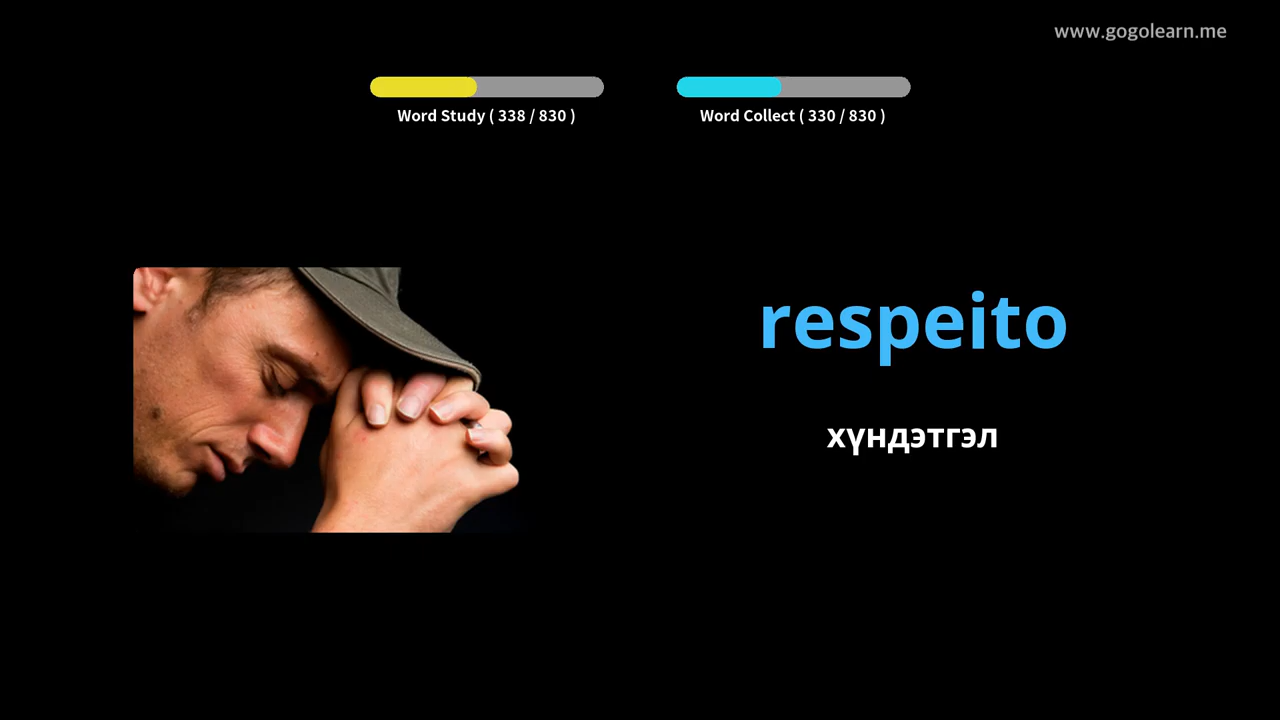 www.gogolearn.me
Word Study ( 338 / 830 )
Word Collect ( 330 / 830 )
respeito
хүндэтгэл